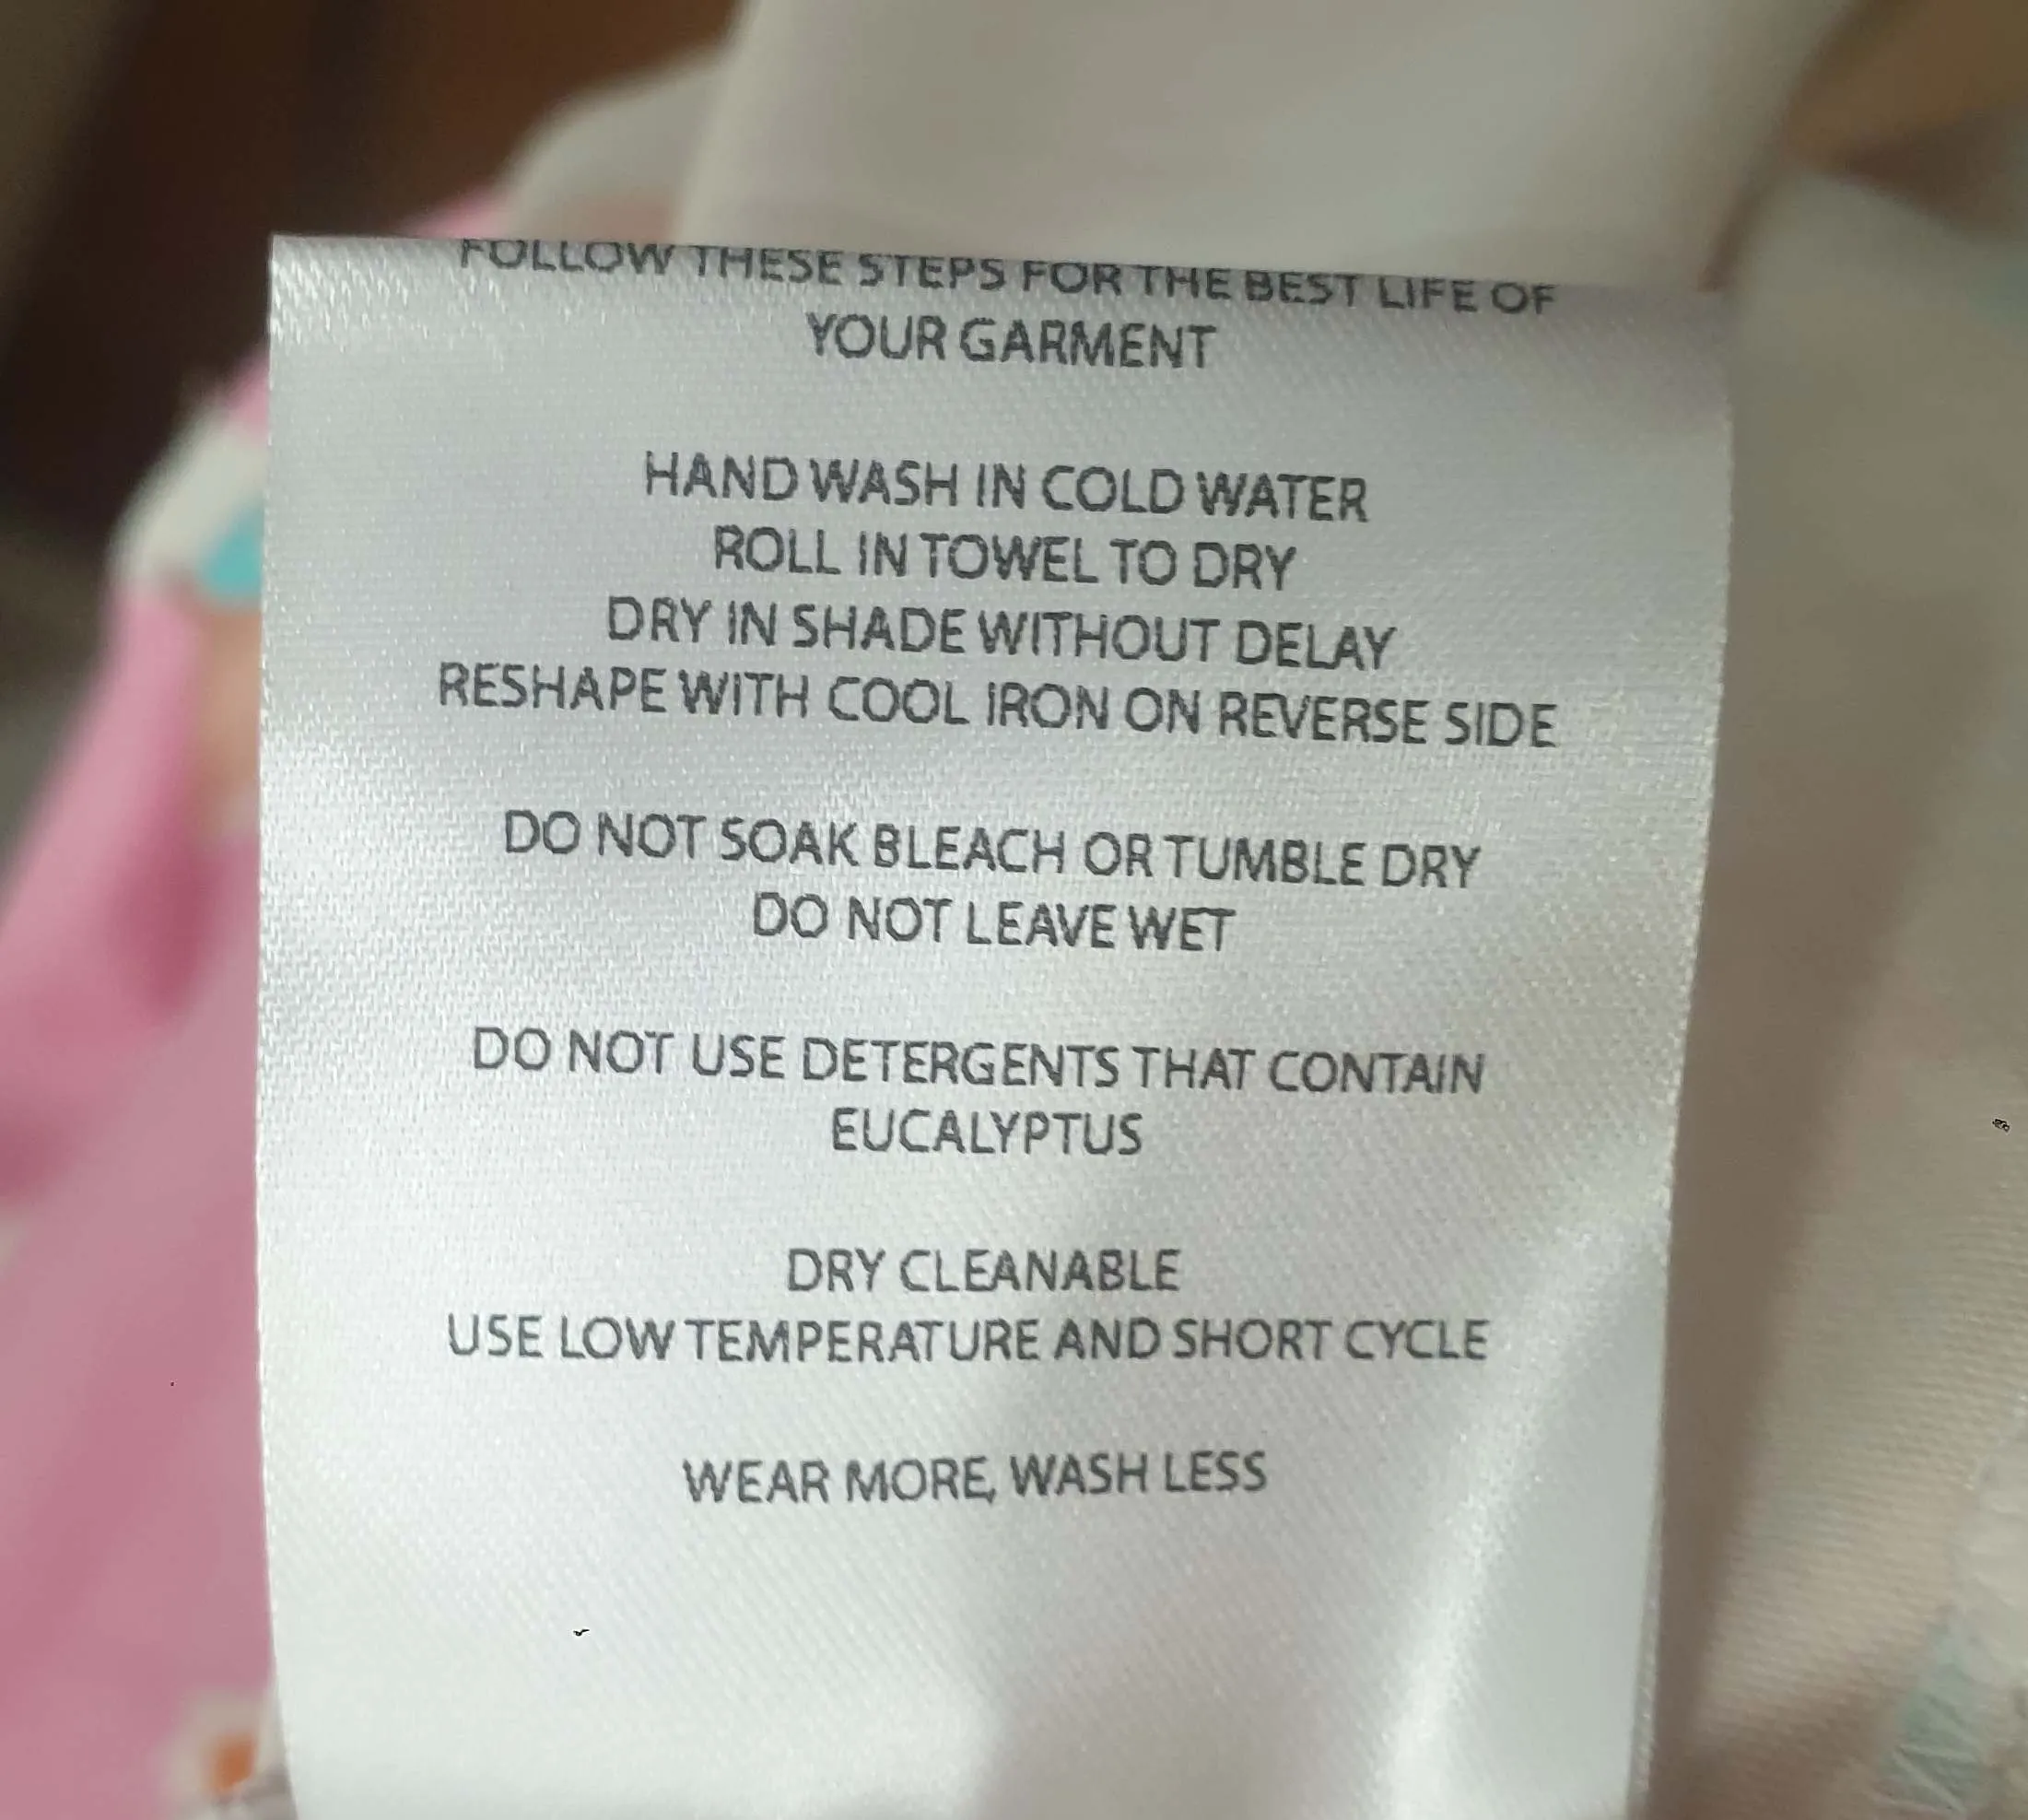 FOLLOW THESE STEPS FOR THE BEST LIFE OF
YOUR GARMENT
HAND WASH IN COLD WATER
ROLL IN TOWEL TO DRY
DRY IN SHADE WITHOUT DELAY
RESHAPE WITH COOL IRON ON REVERSE SIDE
DO NOT SOAK BLEACH OR TUMBLE DRY
DO NOT LEAVE WET
DO NOT USE DETERGENTS THAT CONTAIN
EUCALYPTUS
DRY CLEANABLE
USE LOW TEMPERATURE AND SHORT CYCLE
WEAR MORE, WASH LESS